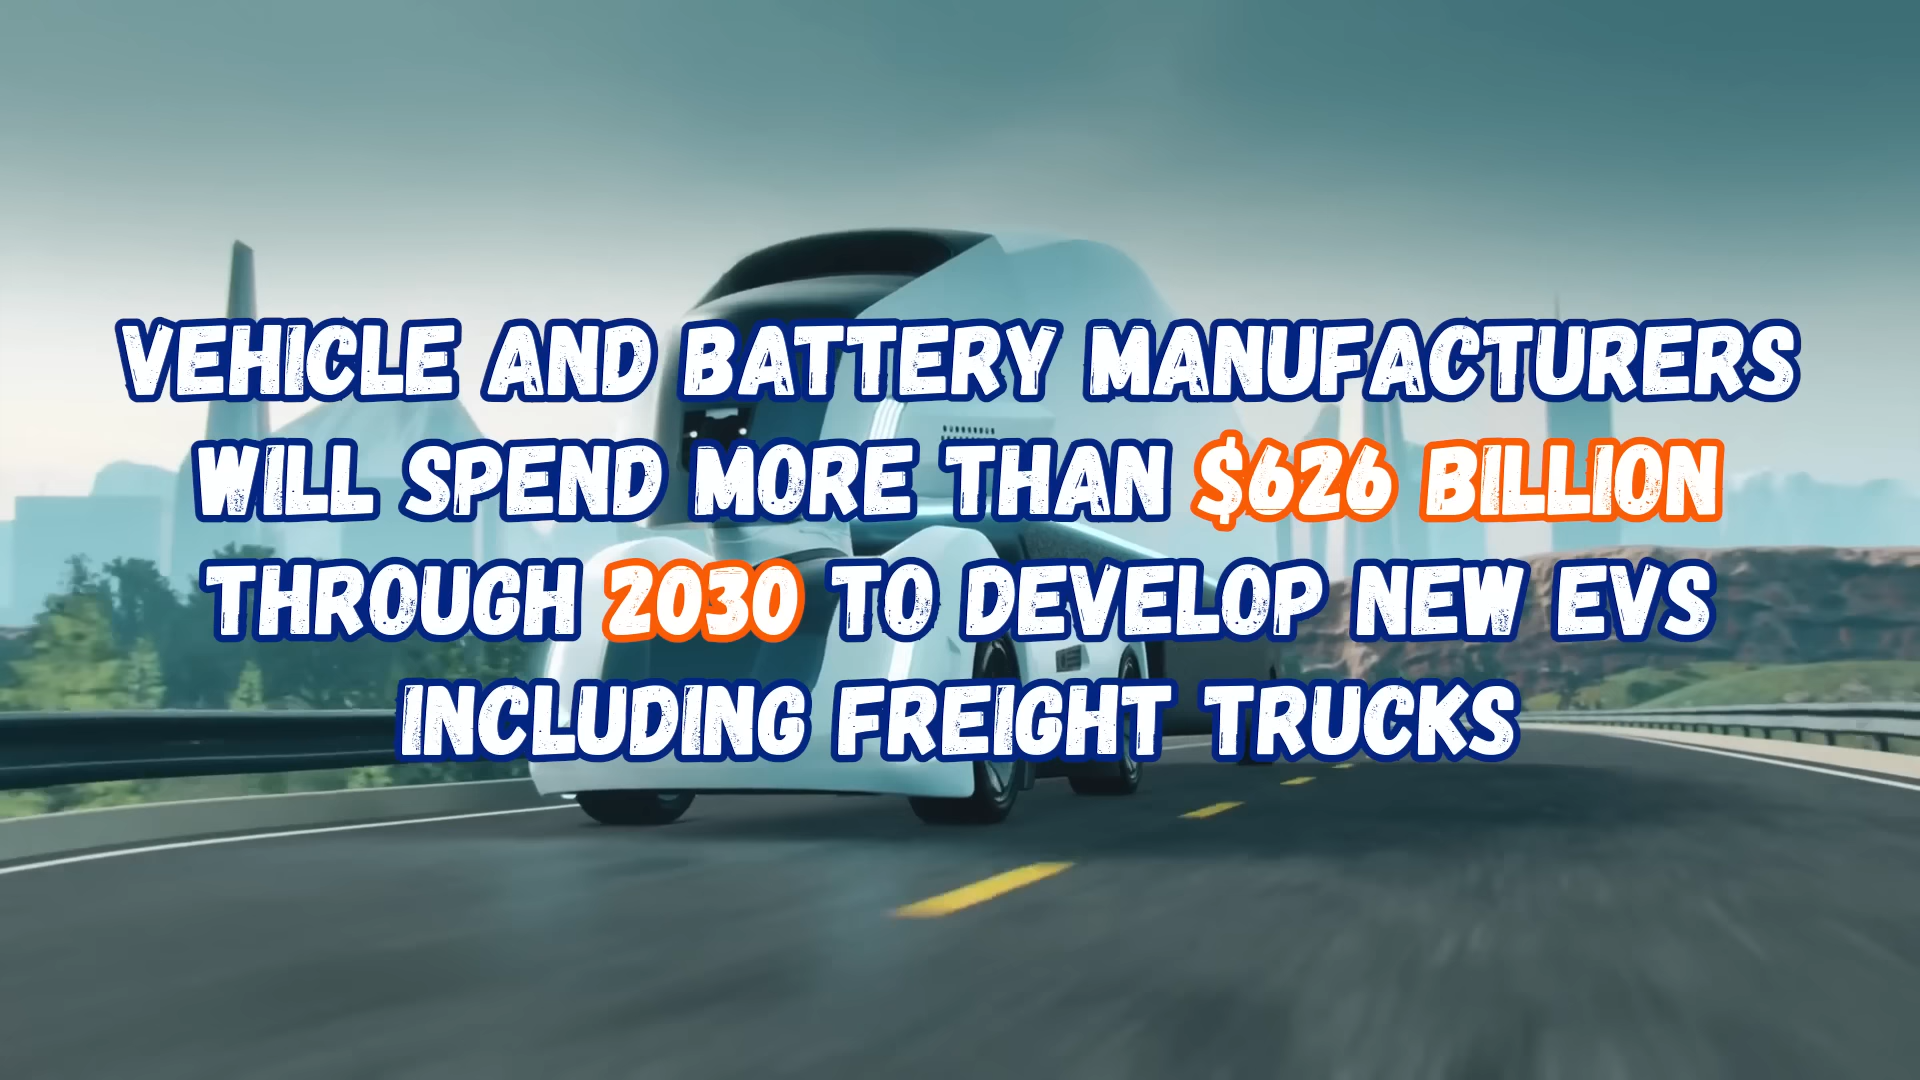 VEHICLE AND BATTERY MANUFACTURERS
WILL SPEND MORE THAN $626 BILLION
THROUGH 2030 TO DEVELOP NEW EVS
INCLUDING FREIGHT TRUCKS